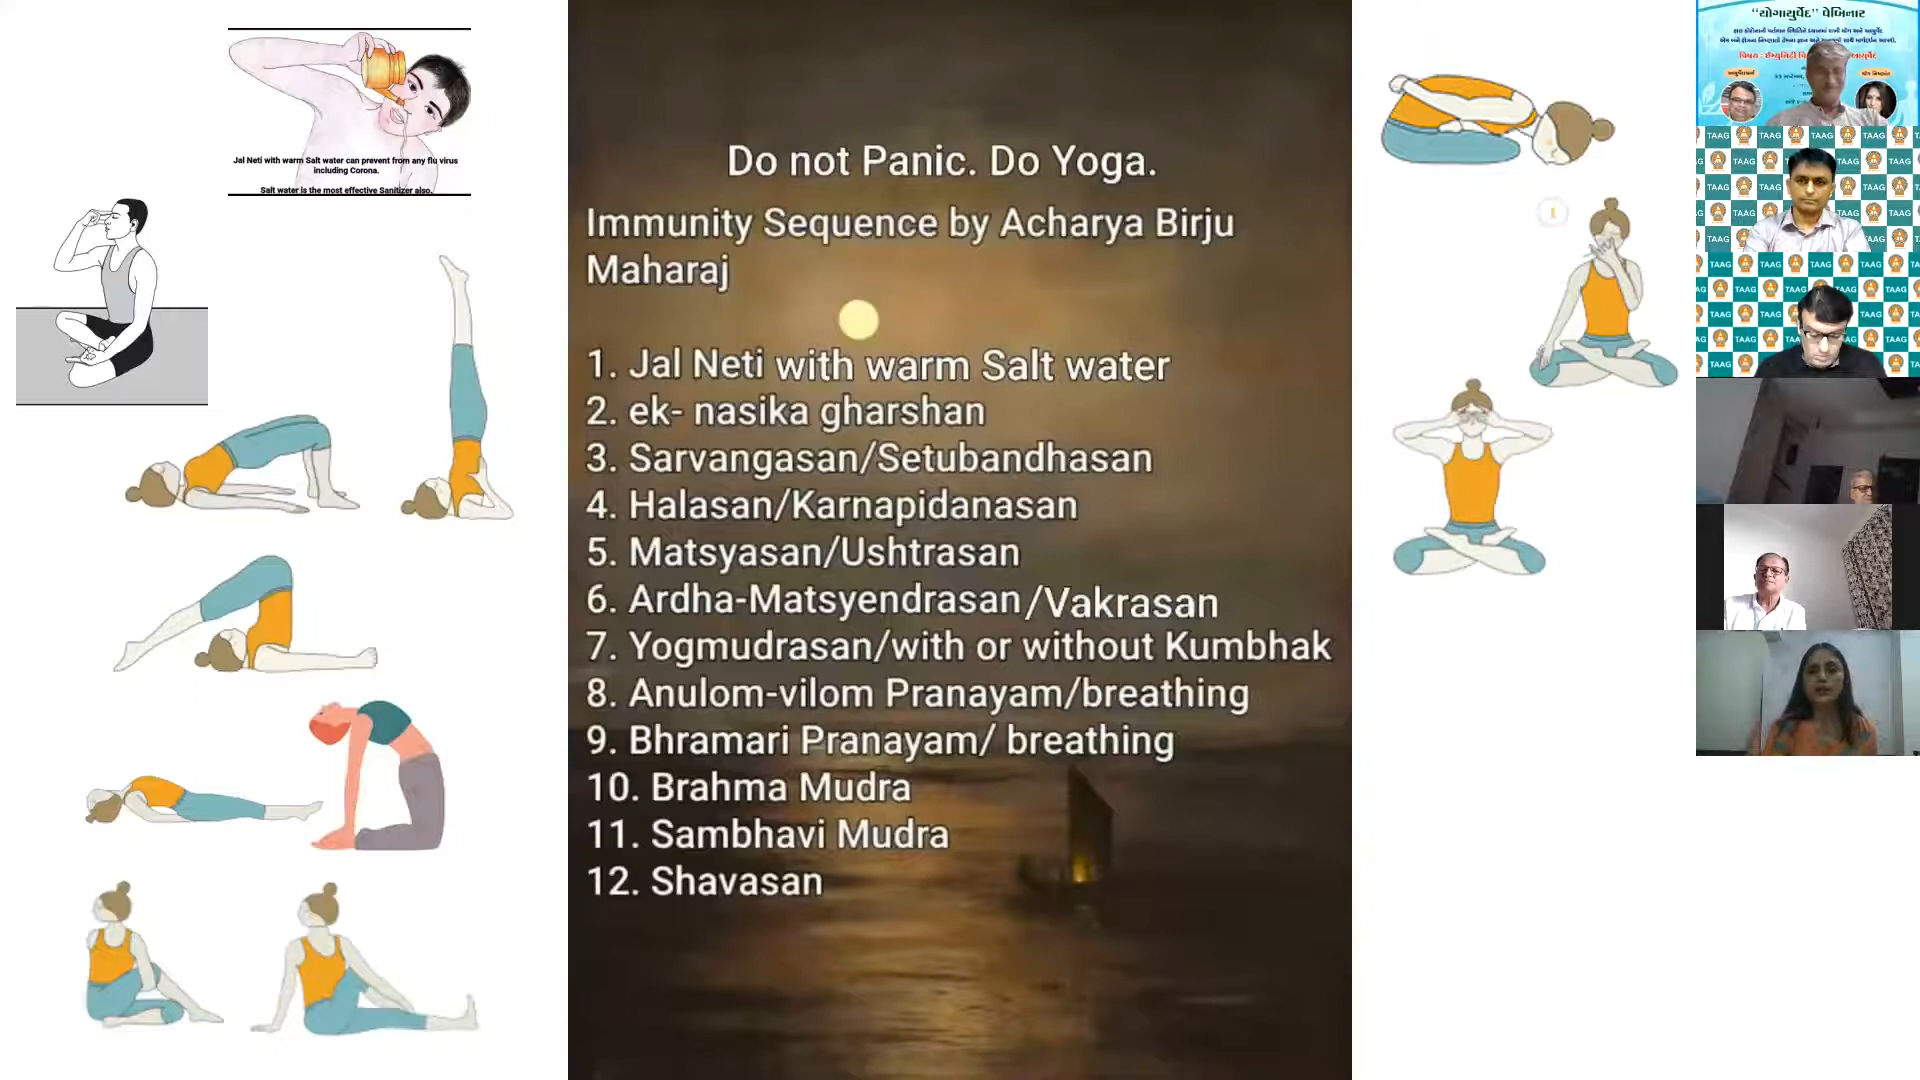 Jal Neti with warm Salt water can prevent from any flu virus
including Corona.
Salt water is the most effective Sanitizer also.
Do not Panic. Do Yoga.
Immunity Sequence by Acharya Birju
Maharaj
1. Jal Neti with warm Salt water
2. ek- nasika gharshan
3. Sarvangasan/Setubandhasan
4. Halasan/Karnapidanasan
5. Matsyasan/Ushtrasan
6. Ardha-Matsyendrasan/Vakrasan
7. Yogmudrasan/with or without Kumbhak
8. Anulom-vilom Pranayam/breathing
9. Bhramari Pranayam/ breathing
10. Brahma Mudra
11. Sambhavi Mudra
12. Shavasan
1
"યોગાયુર્વેદ" વેબિનાર
TAAG TAAG TAAG TAAG